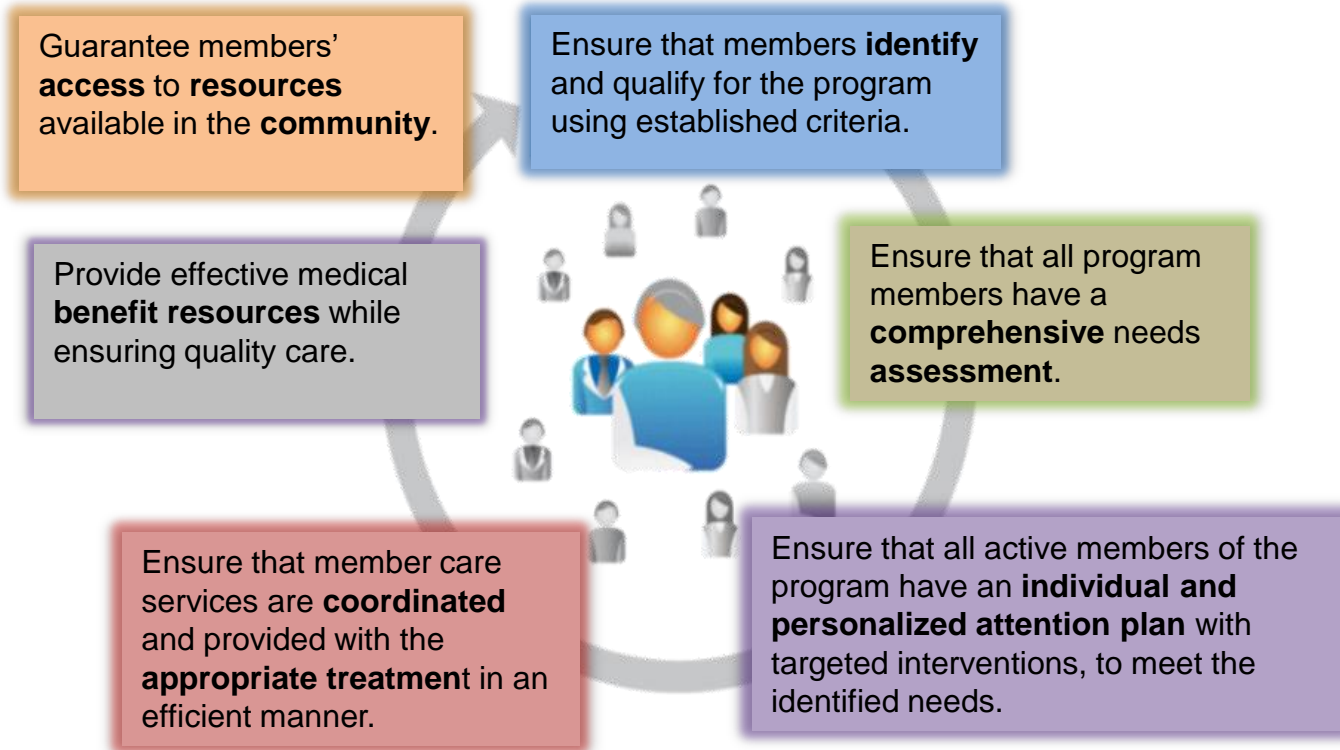 Guarantee members’
access to resources
available in the community.
Ensure that members identify
and qualify for the program
using established criteria.
Ensure that all program
members have a
comprehensive needs
assessment.
Ensure that all active members of the
program have an individual and
personalized attention plan with
targeted interventions, to meet the
identified needs.
Ensure that member care
services are coordinated
and provided with the
appropriate treatment in an
efficient manner.
Provide effective medical
benefit resources while
ensuring quality care.